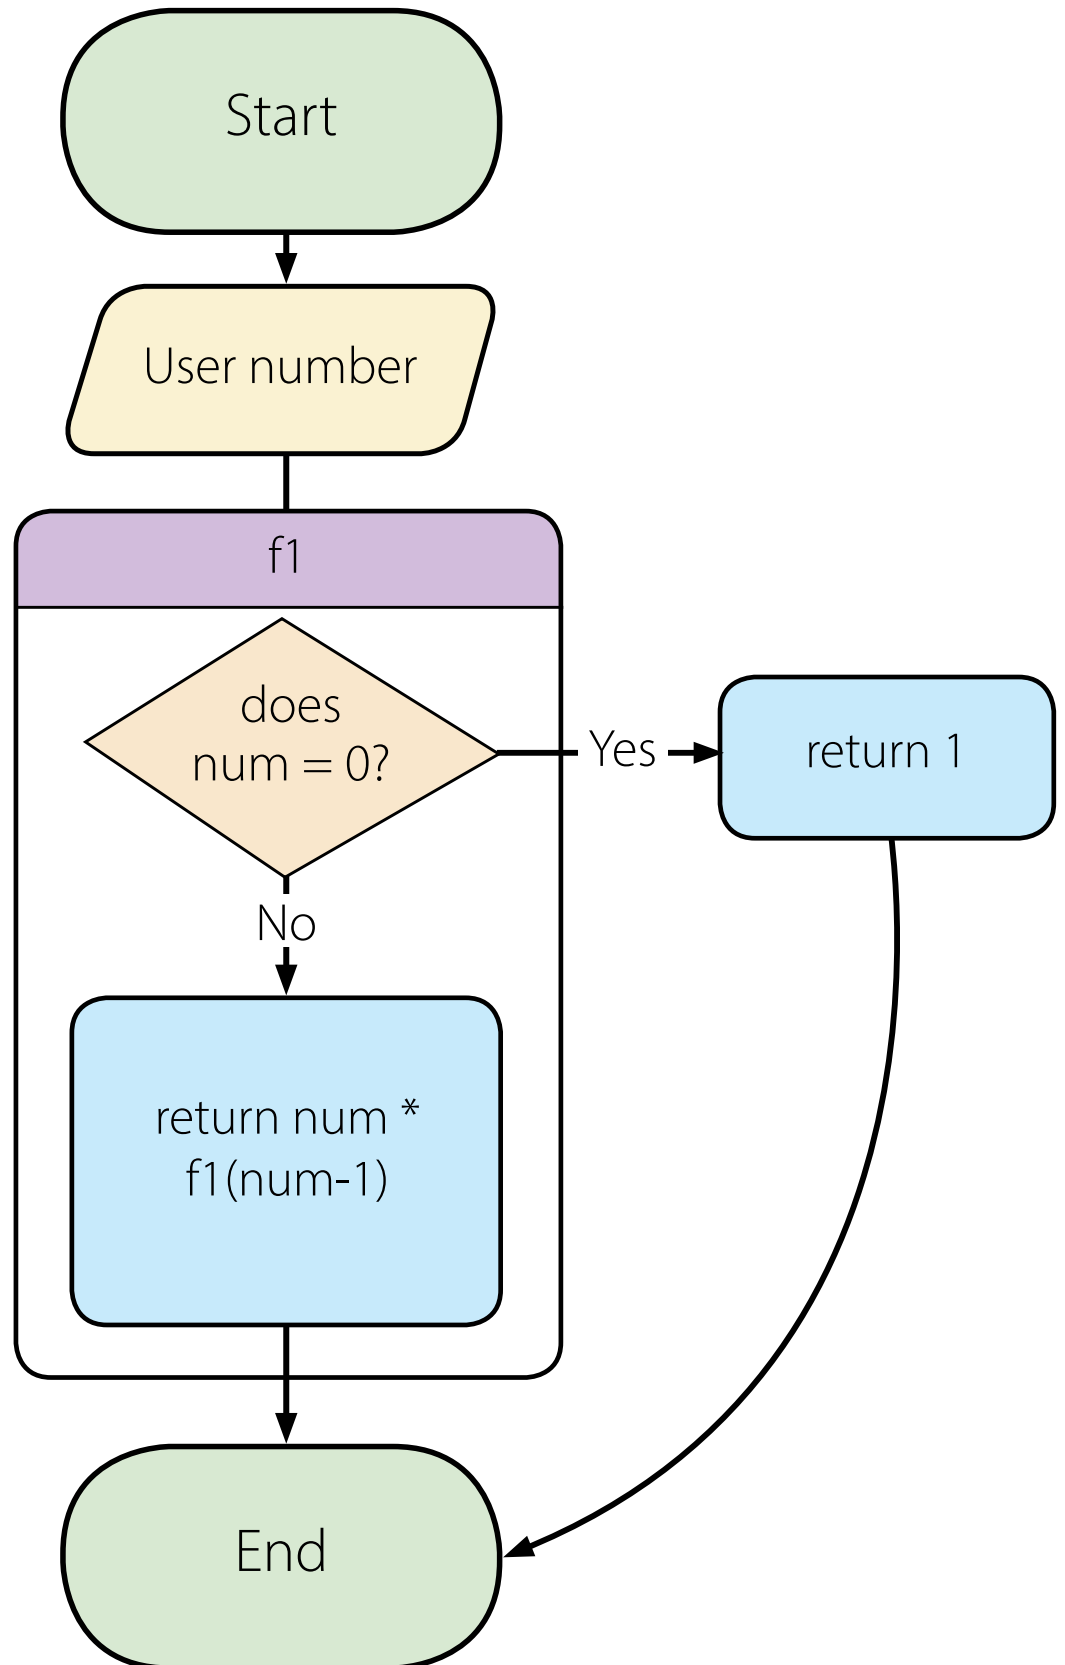 Start
User number
f1
does
num = 0?
Yes
return 1
No
return num *
f1(num-1)
End